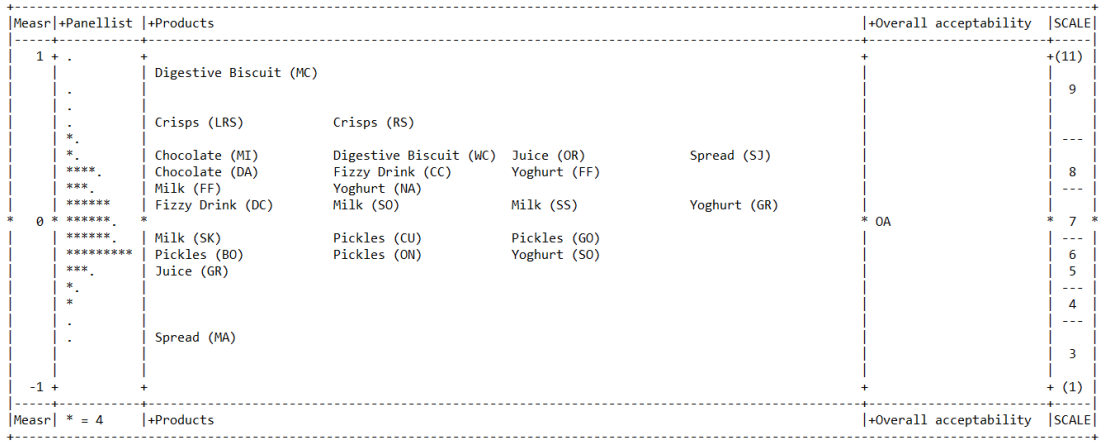 |Measr|+Panellist |+Products |+Overall acceptability |SCALE|
| 1 + . + + +(11) |
| | | Digestive Biscuit (MC) | | |
| | . | | | 9 |
| | . | | | |
| | . | Crisps (LRS) Crisps (RS) | | |
| | *. | | | --- |
| | *. | Chocolate (MI) Digestive Biscuit (WC) Juice (OR) Spread (SJ) | | |
| | ****. | Chocolate (DA) Fizzy Drink (CC) Yoghurt (FF) | | 8 |
| | ***. | Milk (FF) Yoghurt (NA) | | --- |
| | ****** | Fizzy Drink (DC) Milk (SO) Milk (SS) Yoghurt (GR) | | |
* 0 * ******. * * OA * 7 *
| | ******. | Milk (SK) Pickles (CU) Pickles (GO) | | --- |
| | ********* | Pickles (BO) Pickles (ON) Yoghurt (SO) | | 6 |
| | ***. | Juice (GR) | | 5 |
| | *. | | | --- |
| | * | | | 4 |
| | . | | | --- |
| | . | Spread (MA) | | |
| | | | | 3 |
| | | | | |
| -1 + + + + (1) |
|Measr| * = 4 |+Products |+Overall acceptability |SCALE|